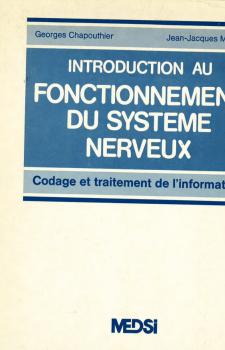 Georges Chapouthier Jean-Jacques M
INTRODUCTION AU
FONCTIONNEMEN
DU SYSTEME
NERVEUX
Codage et traitement de l'informat
MEDSI